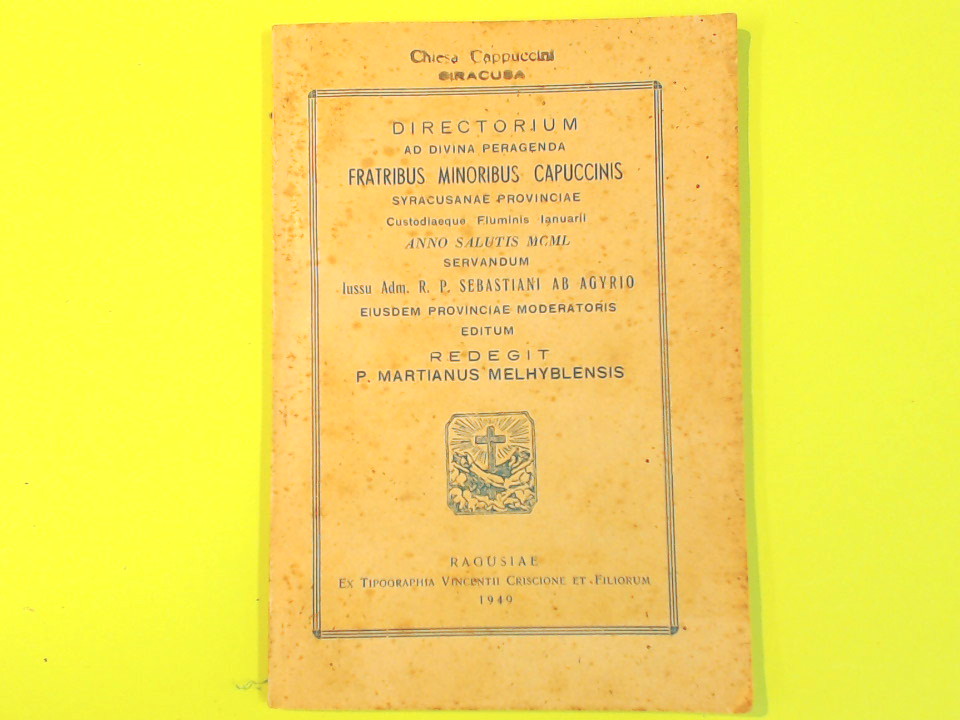 Chiesa Cappuccini
SIRACUSA
DIRECTORIUM
AD DIVINA PERAGENDA
FRATRIBUS MINORIBUS CAPUCCINIS
SYRACUSANAE PROVINCIAE
Custodiaeque Fluminis Ianuarii
ANNO SALUTIS MCML
SERVANDUM
Iussu Adm. R. P. SEBASTIANI AB AGYRIO
EIUSDEM PROVINCIAE MODERATORIS
EDITUM
REDEGIT
P. MARTIANUS MELHYBLENSIS
RAGUSIAE
EX TIPOGRAPHIA VINCENTII CRISCIONE ET FILIORUM
1949